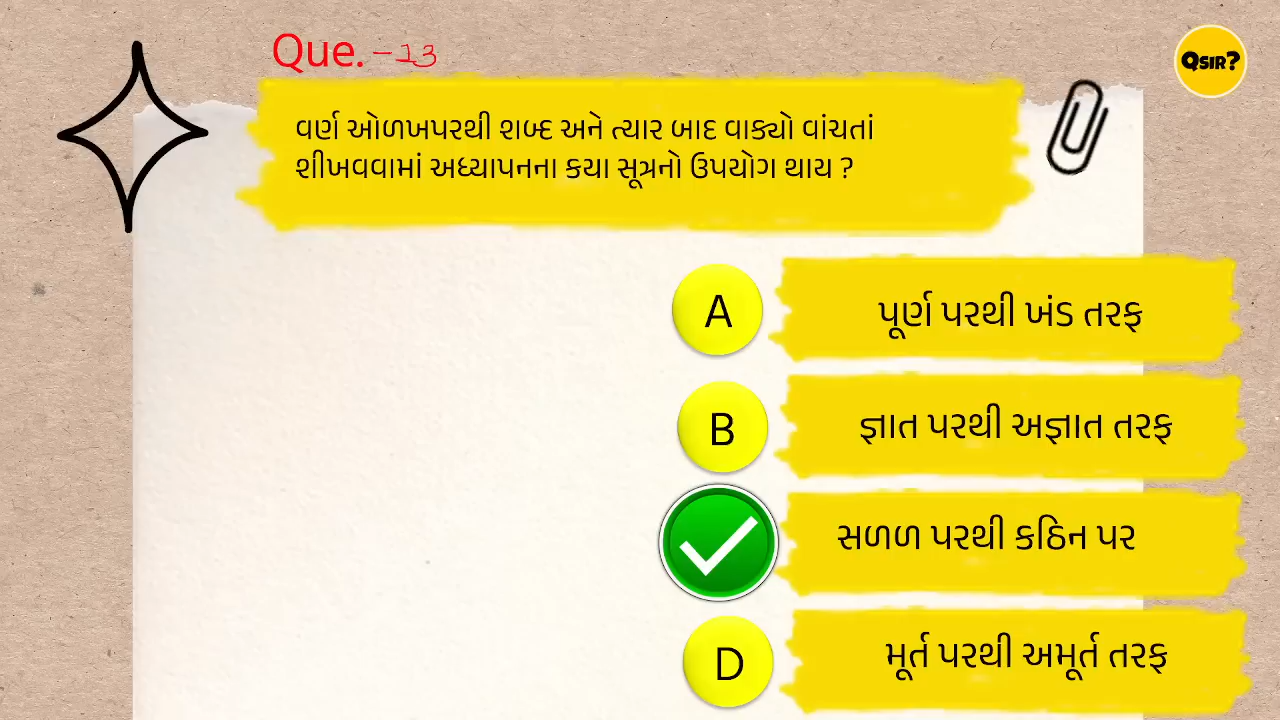 Que. -13
QSIR?
વર્ણ ઓળખપરથી શબ્દ અને ત્યાર બાદ વાક્યો વાંચતાં
શીખવવામાં અધ્યાપનના કયા સૂત્રનો ઉપયોગ થાય ?
A પૂર્ણ પરથી ખંડ તરફ
B જ્ઞાત પરથી અજ્ઞાત તરફ
સળળ પરથી કઠિન પર
D મૂર્ત પરથી અમૂર્ત તરફ